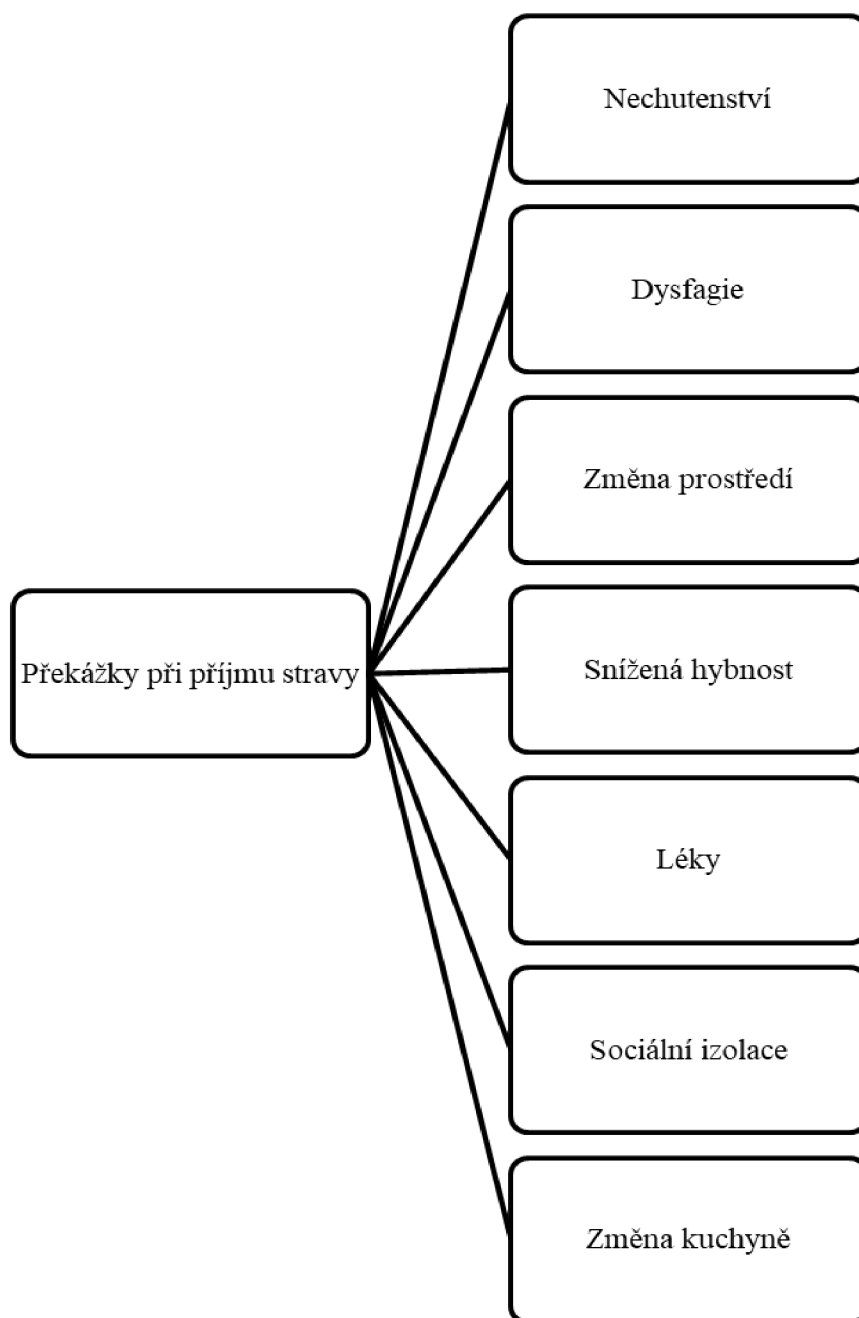 Nechutenství
Dysfagie
Změna prostředí
Překážky při příjmu stravy
Snížená hybnost
Léky
Sociální izolace
Změna kuchyně